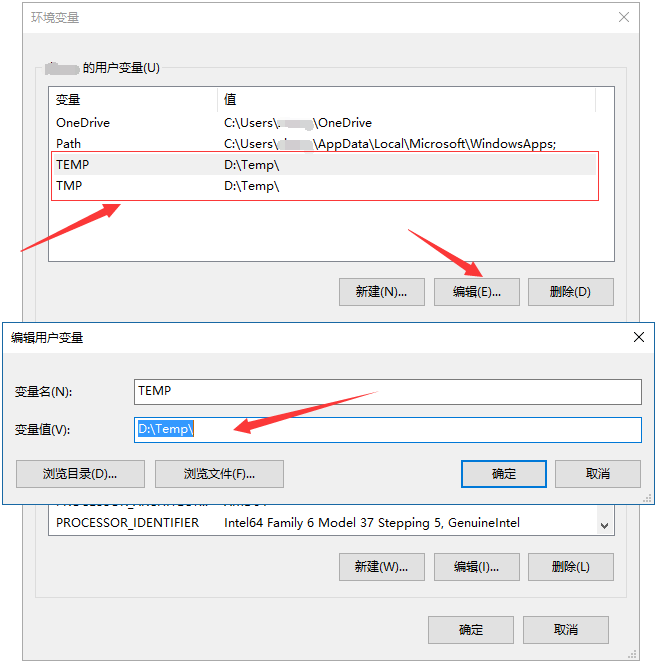 环境变量
的用户变量(U)
变量 值
OneDrive C:\Users\ \OneDrive
Path C:\Users\ \AppData\Local\Microsoft\WindowsApps;
TEMP D:\Temp\
TMP D:\Temp\
新建(N)... 编辑(E)... 删除(D)
编辑用户变量
变量名(N): TEMP
变量值(V): D:\Temp\
浏览目录(D)... 浏览文件(F)... 确定 取消
PROCESSOR_IDENTIFIER Intel64 Family 6 Model 37 Stepping 5, GenuineIntel
新建(W)... 编辑(I)... 删除(L)
确定 取消